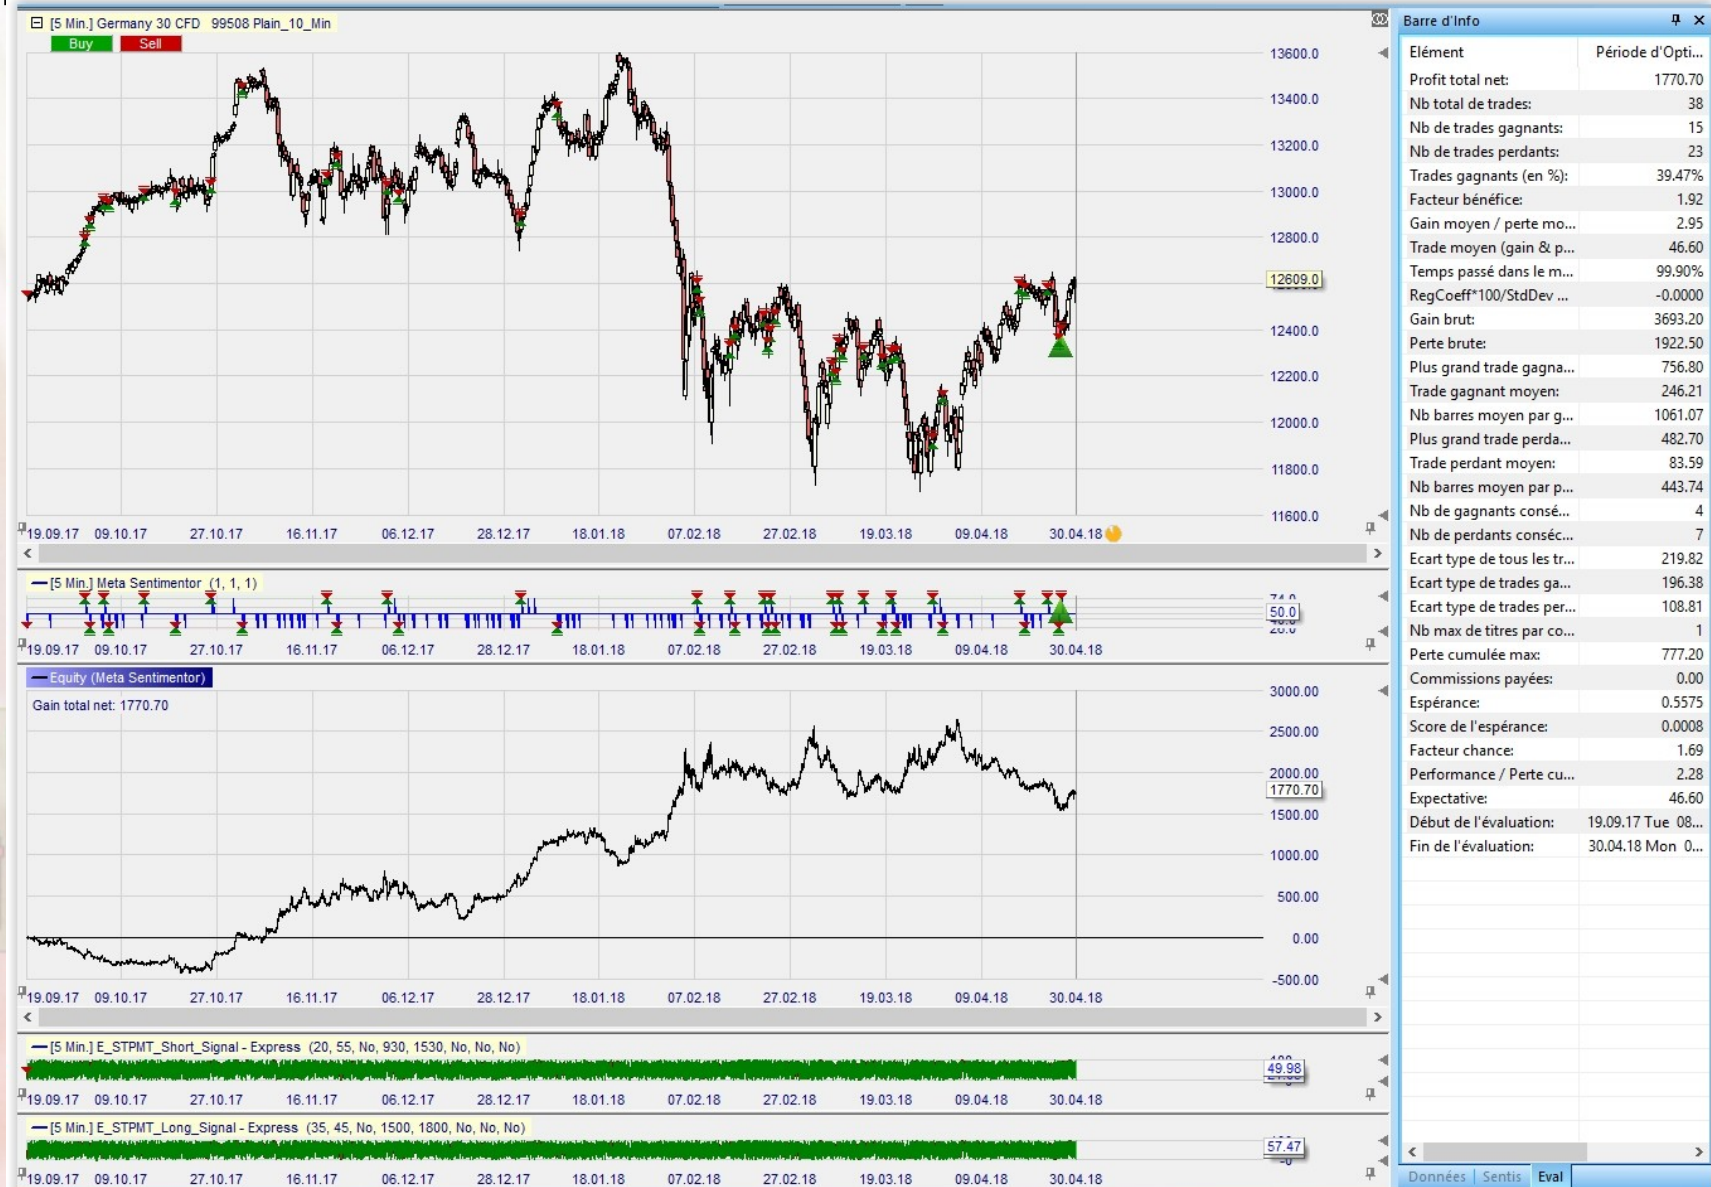 [5 Min.] Germany 30 CFD 99508 Plain_10_Min
Buy Sell
13600.0
13400.0
13200.0
13000.0
12800.0
12609.0
12400.0
12200.0
12000.0
11800.0
11600.0
19.09.17 09.10.17 27.10.17 16.11.17 06.12.17 28.12.17 18.01.18 07.02.18 27.02.18 19.03.18 09.04.18 30.04.18
[5 Min.] Meta Sentimentor (1, 1, 1)
50.0
19.09.17 09.10.17 27.10.17 16.11.17 06.12.17 28.12.17 18.01.18 07.02.18 27.02.18 19.03.18 09.04.18 30.04.18
Equity (Meta Sentimentor)
Gain total net: 1770.70
3000.00
2500.00
2000.00
1770.70
1500.00
1000.00
500.00
0.00
-500.00
19.09.17 09.10.17 27.10.17 16.11.17 06.12.17 28.12.17 18.01.18 07.02.18 27.02.18 19.03.18 09.04.18 30.04.18
[5 Min.] E_STPMT_Short_Signal - Express (20, 55, No, 930, 1530, No, No, No)
49.98
19.09.17 09.10.17 27.10.17 16.11.17 06.12.17 28.12.17 18.01.18 07.02.18 27.02.18 19.03.18 09.04.18 30.04.18
[5 Min.] E_STPMT_Long_Signal - Express (35, 45, No, 1500, 1800, No, No, No)
57.47
19.09.17 09.10.17 27.10.17 16.11.17 06.12.17 28.12.17 18.01.18 07.02.18 27.02.18 19.03.18 09.04.18 30.04.18
Barre d'Info
Elément Période d'Opti...
Profit total net: 1770.70
Nb total de trades: 38
Nb de trades gagnants: 15
Nb de trades perdants: 23
Trades gagnants (en %): 39.47%
Facteur bénéfice: 1.92
Gain moyen / perte mo... 2.95
Trade moyen (gain & p... 46.60
Temps passé dans le m... 99.90%
RegCoeff*100/StdDev ... -0.0000
Gain brut: 3693.20
Perte brute: 1922.50
Plus grand trade gagna... 756.80
Trade gagnant moyen: 246.21
Nb barres moyen par g... 1061.07
Plus grand trade perda... 482.70
Trade perdant moyen: 83.59
Nb barres moyen par p... 443.74
Nb de gagnants consé... 4
Nb de perdants conséc... 7
Ecart type de tous les tr... 219.82
Ecart type de trades ga... 196.38
Ecart type de trades per... 108.81
Nb max de titres par co... 1
Perte cumulée max: 777.20
Commissions payées: 0.00
Espérance: 0.5575
Score de l'espérance: 0.0008
Facteur chance: 1.69
Performance / Perte cu... 2.28
Expectative: 46.60
Début de l'évaluation: 19.09.17 Tue 08...
Fin de l'évaluation: 30.04.18 Mon 0...
Données Sentis Eval